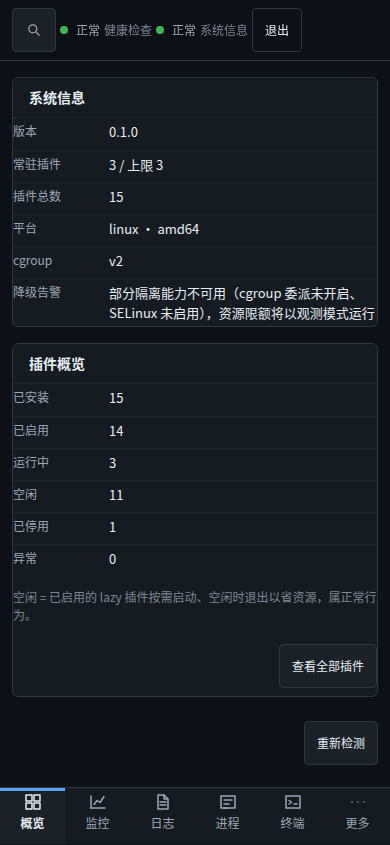 正常 健康检查 正常 系统信息 退出
系统信息
版本 0.1.0
常驻插件 3 / 上限 3
插件总数 15
平台 linux · amd64
cgroup v2
降级告警 部分隔离能力不可用（cgroup 委派未开启、
SELinux 未启用），资源限额将以观测模式运行
插件概览
已安装 15
已启用 14
运行中 3
空闲 11
已停用 1
异常 0
空闲 = 已启用的 lazy 插件按需启动、空闲时退出以省资源，属正常行
为。
查看全部插件
重新检测
概览 监控 日志 进程 终端 更多